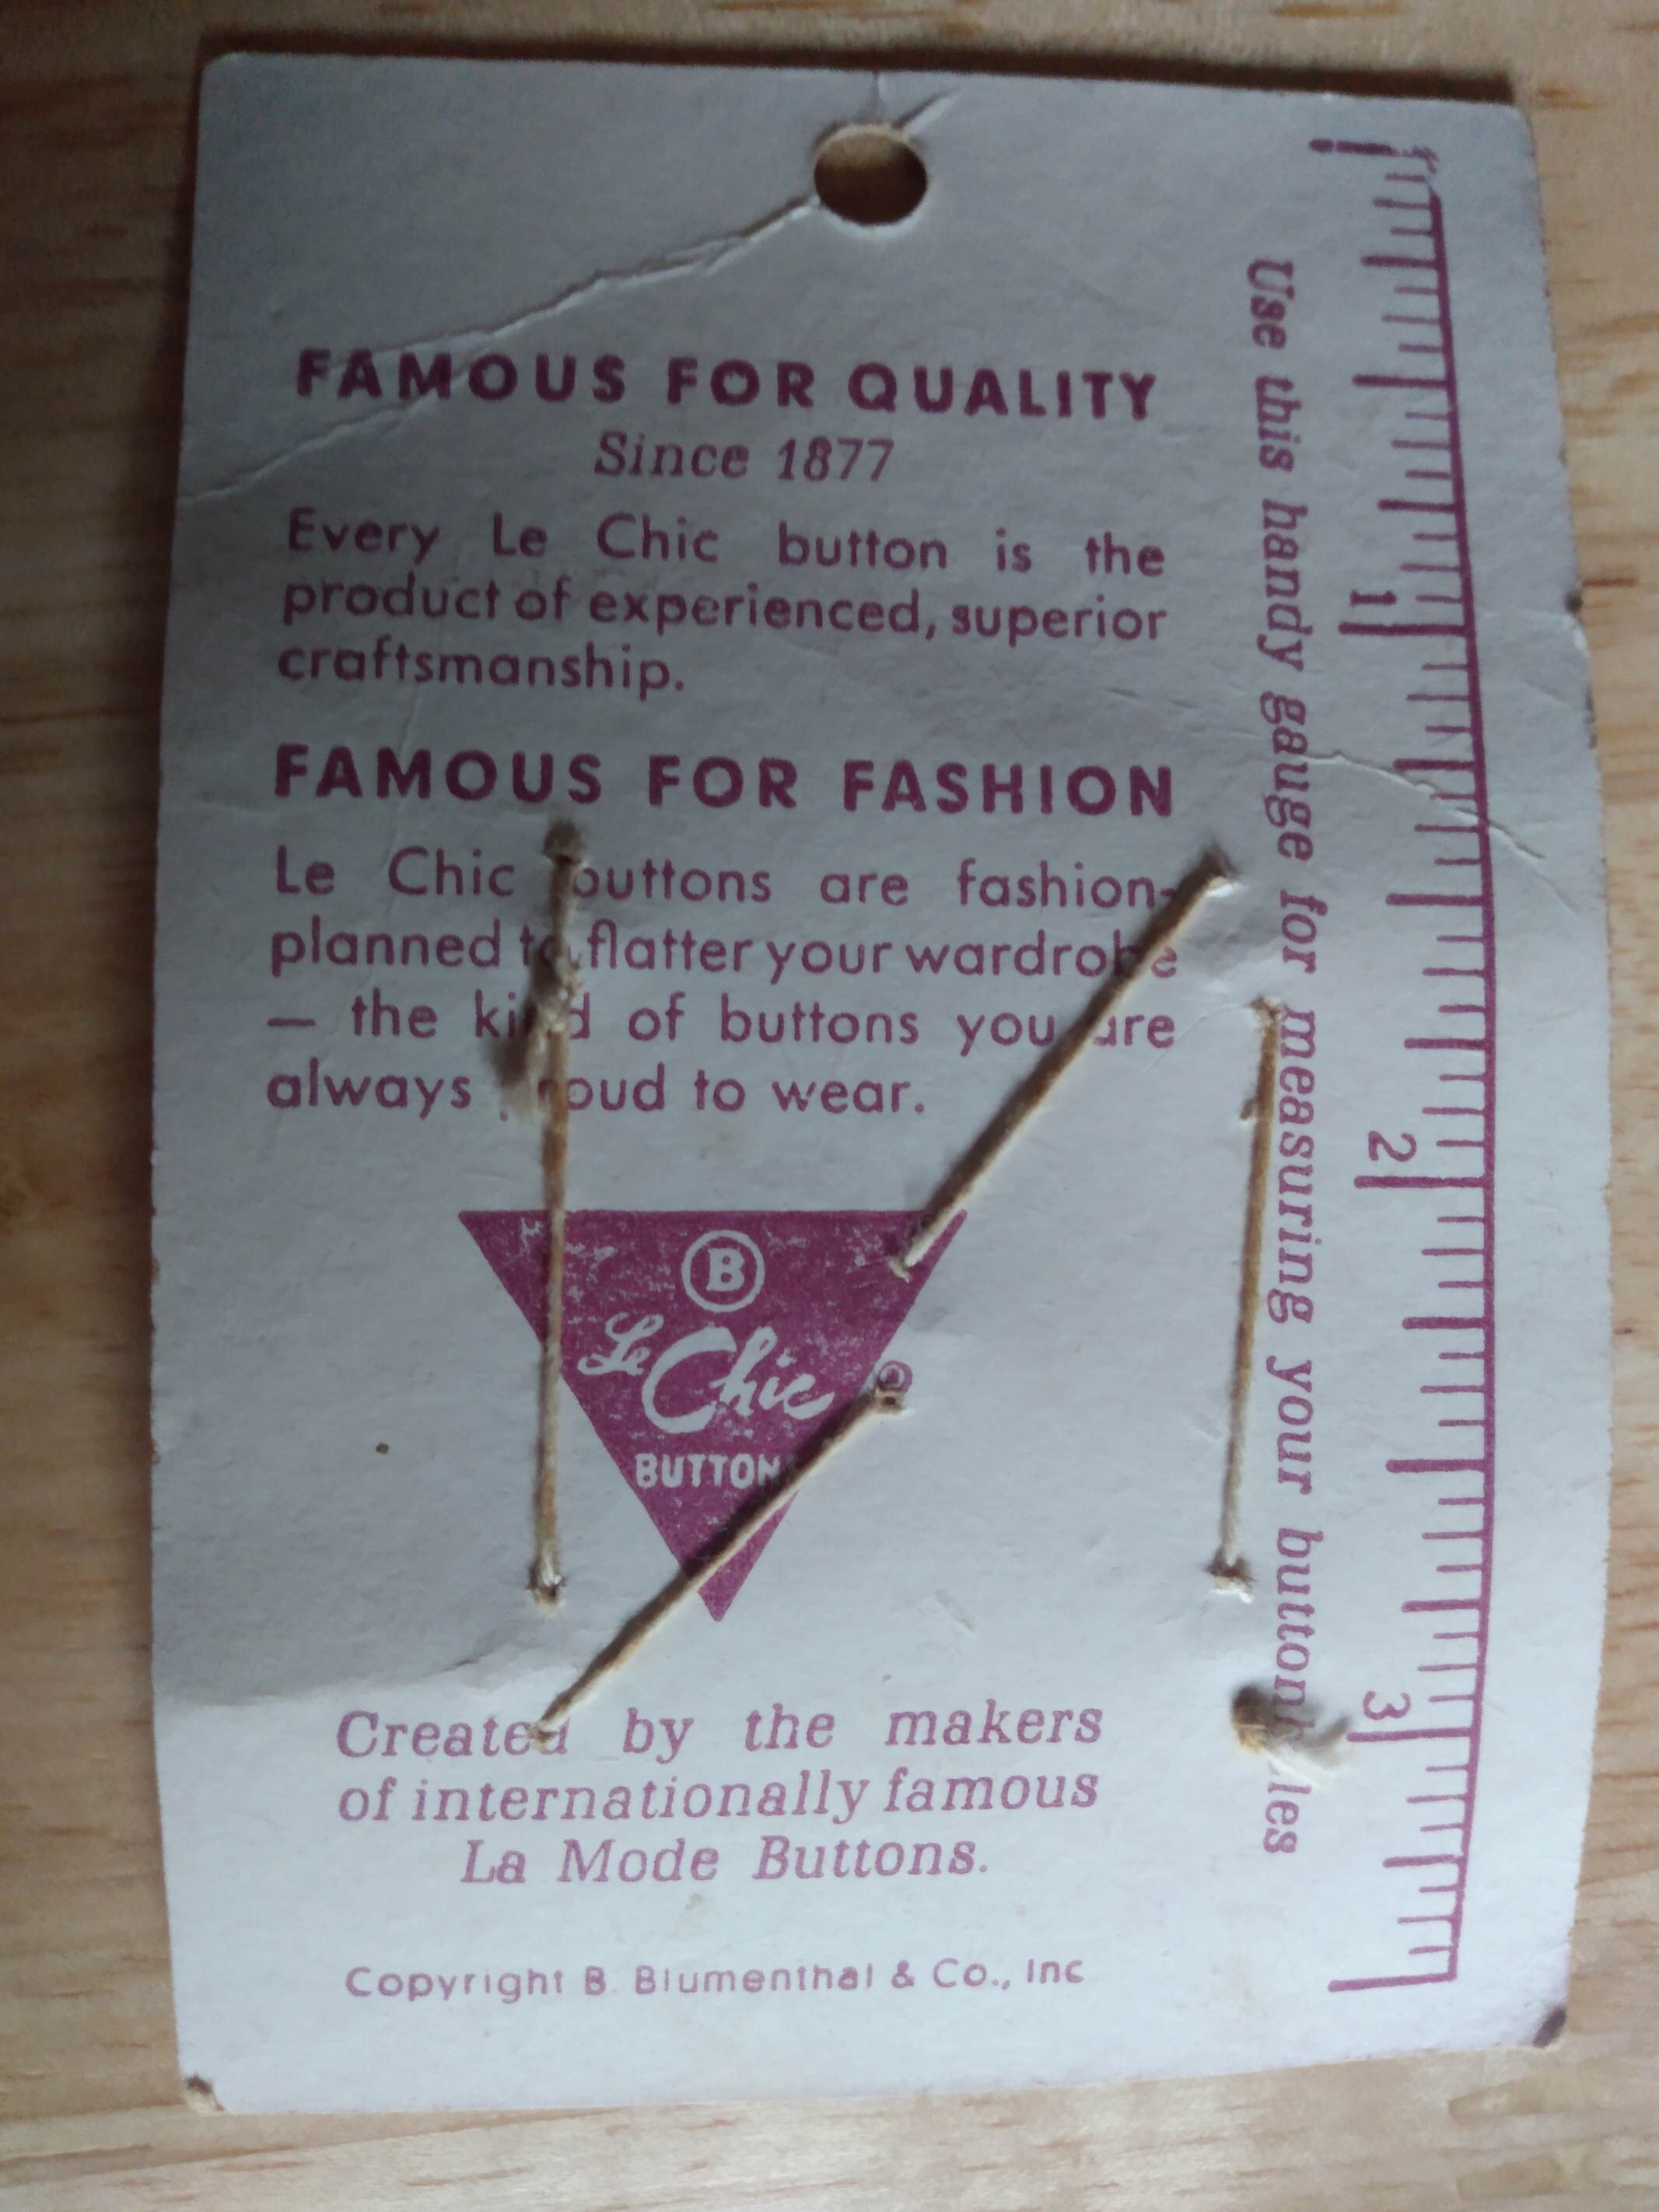 FAMOUS FOR QUALITY
Since 1877
Every Le Chic button is the
product of experienced, superior
craftsmanship.
FAMOUS FOR FASHION
Le Chic buttons are fashion-
planned to flatter your wardrobe
— the kind of buttons you are
always proud to wear.
B
Le Chic ®
BUTTONS
Created by the makers
of internationally famous
La Mode Buttons.
Copyright B. Blumenthal & Co., Inc
Use this handy gauge for measuring your buttonholes
1
2
3